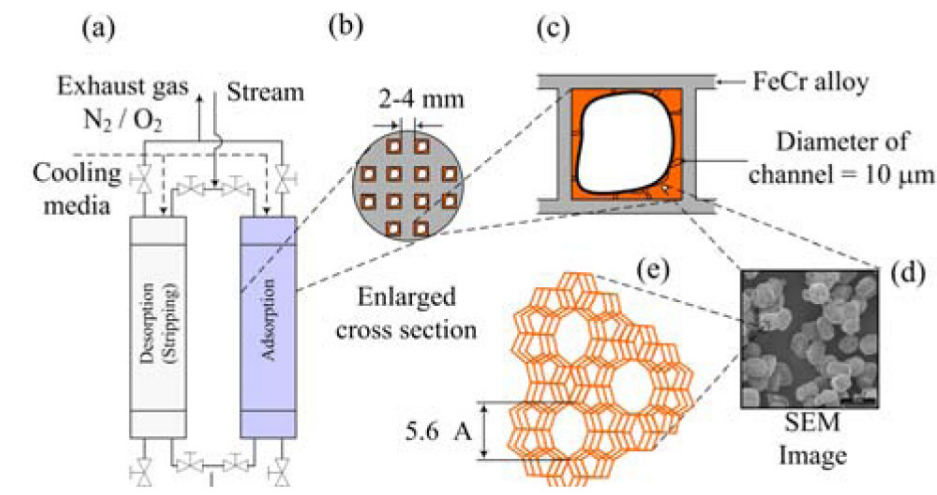 (a)
(b)
(c)
Exhaust gas
N₂ / O₂
Stream
2-4 mm
FeCr alloy
Diameter of
channel = 10 μm
Cooling
media
Desorption
(Stripping)
Adsorption
Enlarged
cross section
(e)
(d)
5.6 A
SEM
Image